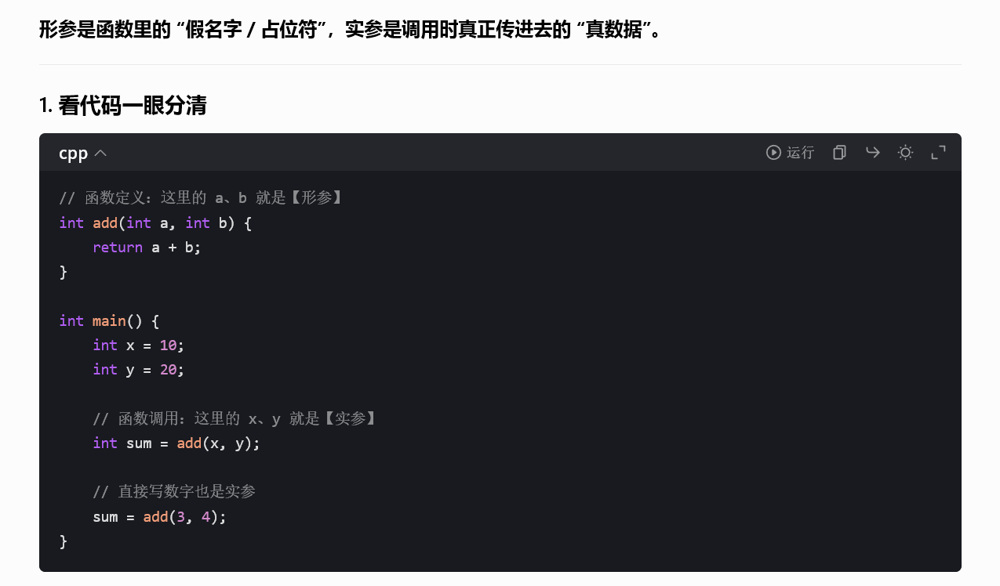 形参是函数里的 “假名字 / 占位符”，实参是调用时真正传进去的 “真数据”。
1. 看代码一眼分清
cpp 运行
// 函数定义：这里的 a、b 就是【形参】
int add(int a, int b) {
    return a + b;
}
int main() {
    int x = 10;
    int y = 20;
    // 函数调用：这里的 x、y 就是【实参】
    int sum = add(x, y);
    // 直接写数字也是实参
    sum = add(3, 4);
}